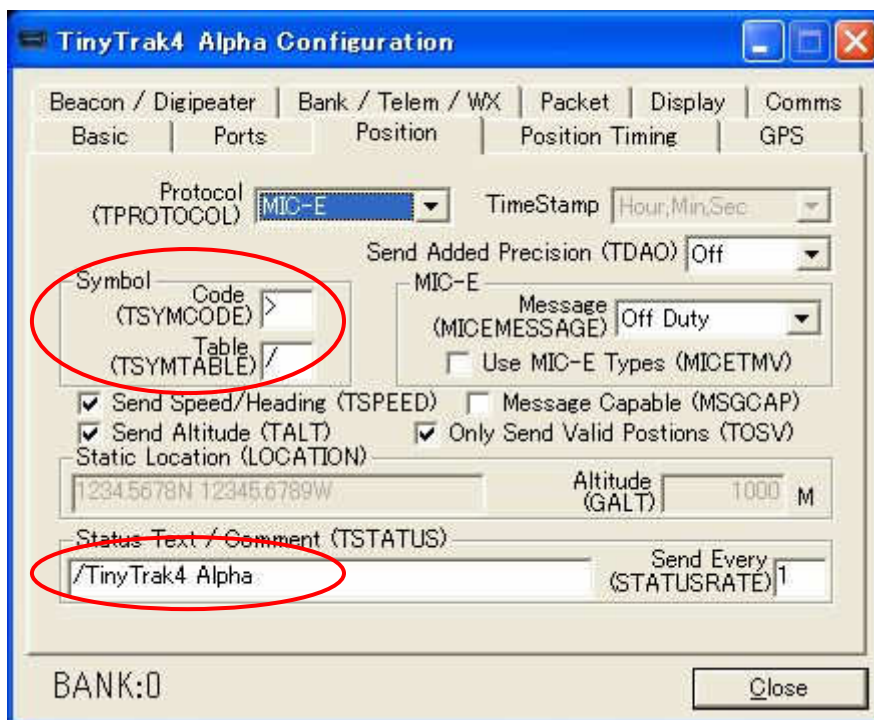 TinyTrak4 Alpha Configuration
Beacon / Digipeater Bank / Telem / WX Packet Display Comms
Basic Ports Position Position Timing GPS
Protocol
(TPROTOCOL) MIC-E TimeStamp Hour,Min,Sec
Send Added Precision (TDAO) Off
Symbol MIC-E
Code
(TSYMCODE) >
Message
(MICEMESSAGE) Off Duty
Table
(TSYMTABLE) /
Use MIC-E Types (MICETMV)
Send Speed/Heading (TSPEED) Message Capable (MSGCAP)
Send Altitude (TALT) Only Send Valid Postions (TOSV)
Static Location (LOCATION)
1234.5678N 12345.6789W
Altitude
(GALT) 1000 M
Status Text / Comment (TSTATUS)
/TinyTrak4 Alpha
Send Every
(STATUSRATE) 1
BANK:0 Close